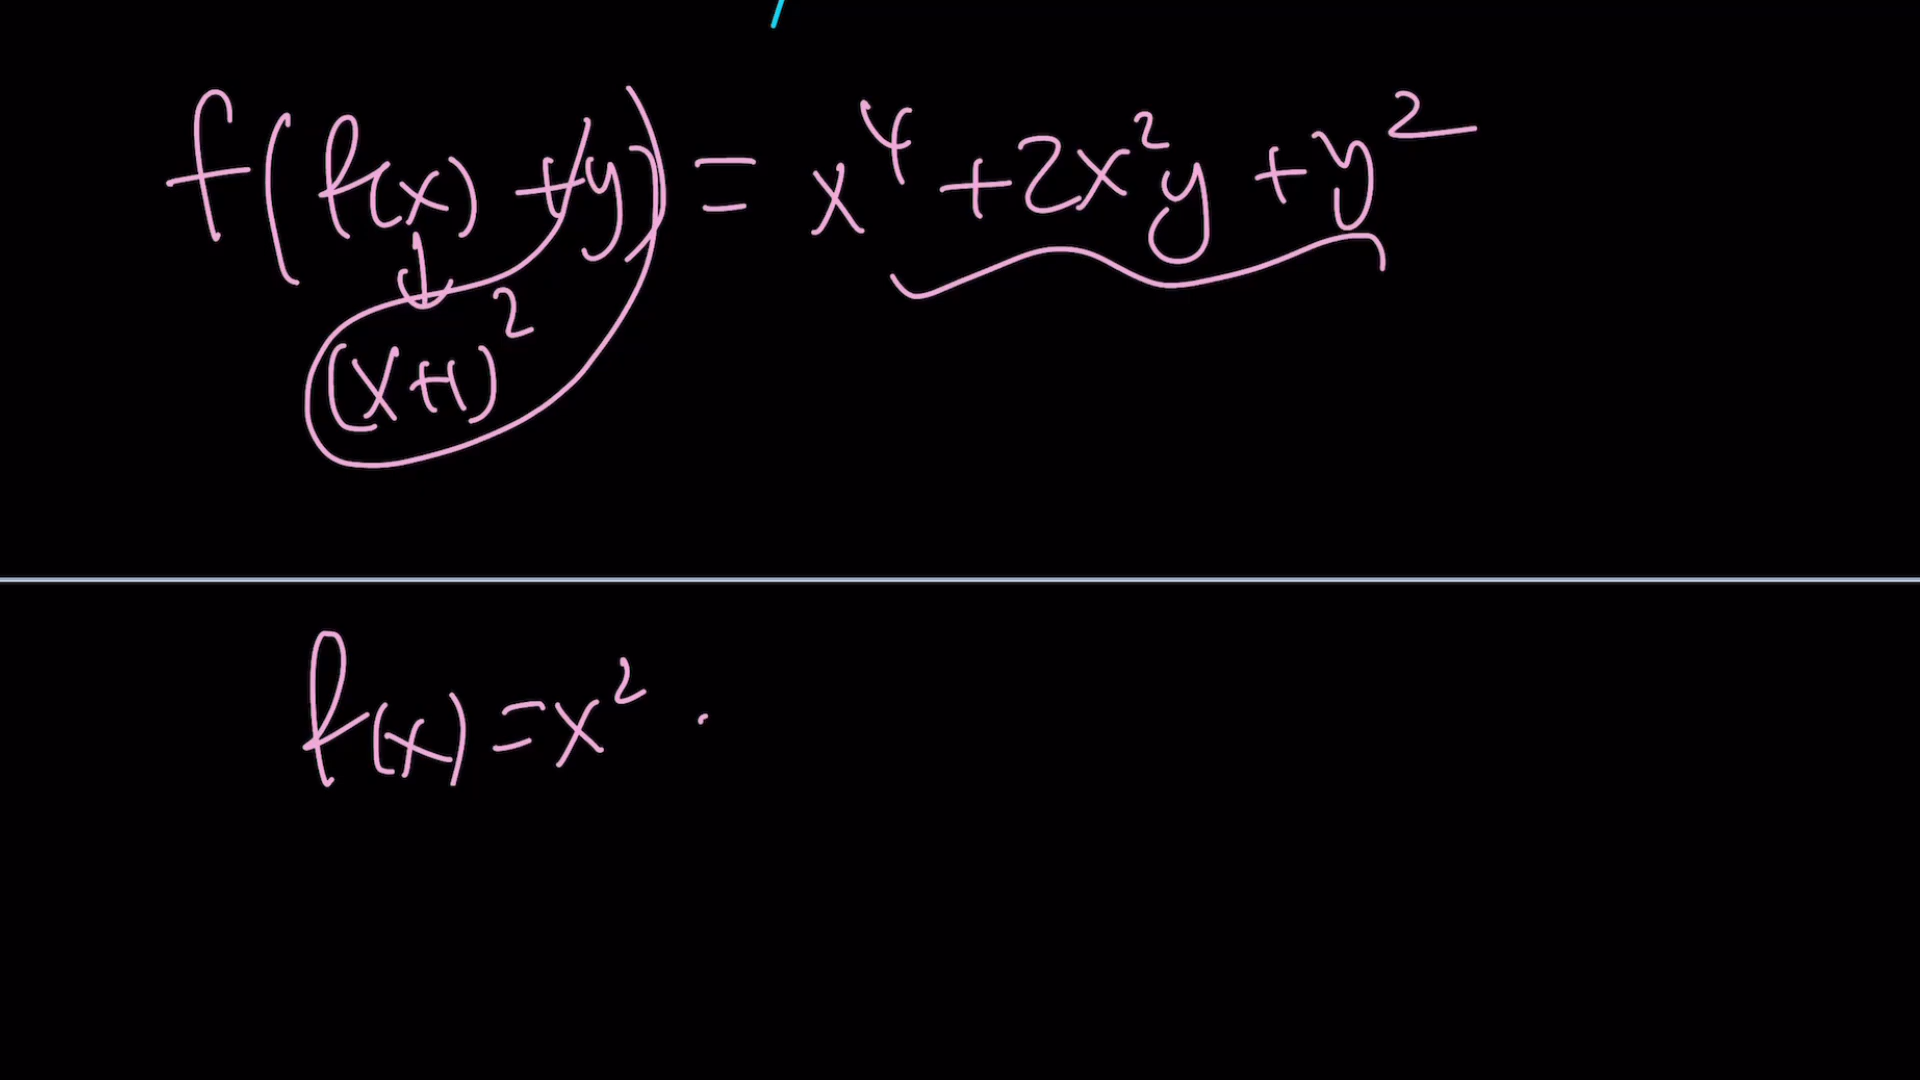 f(f(x) + y) = x⁴ + 2x²y + y²
(x+1)²
f(x) = x²